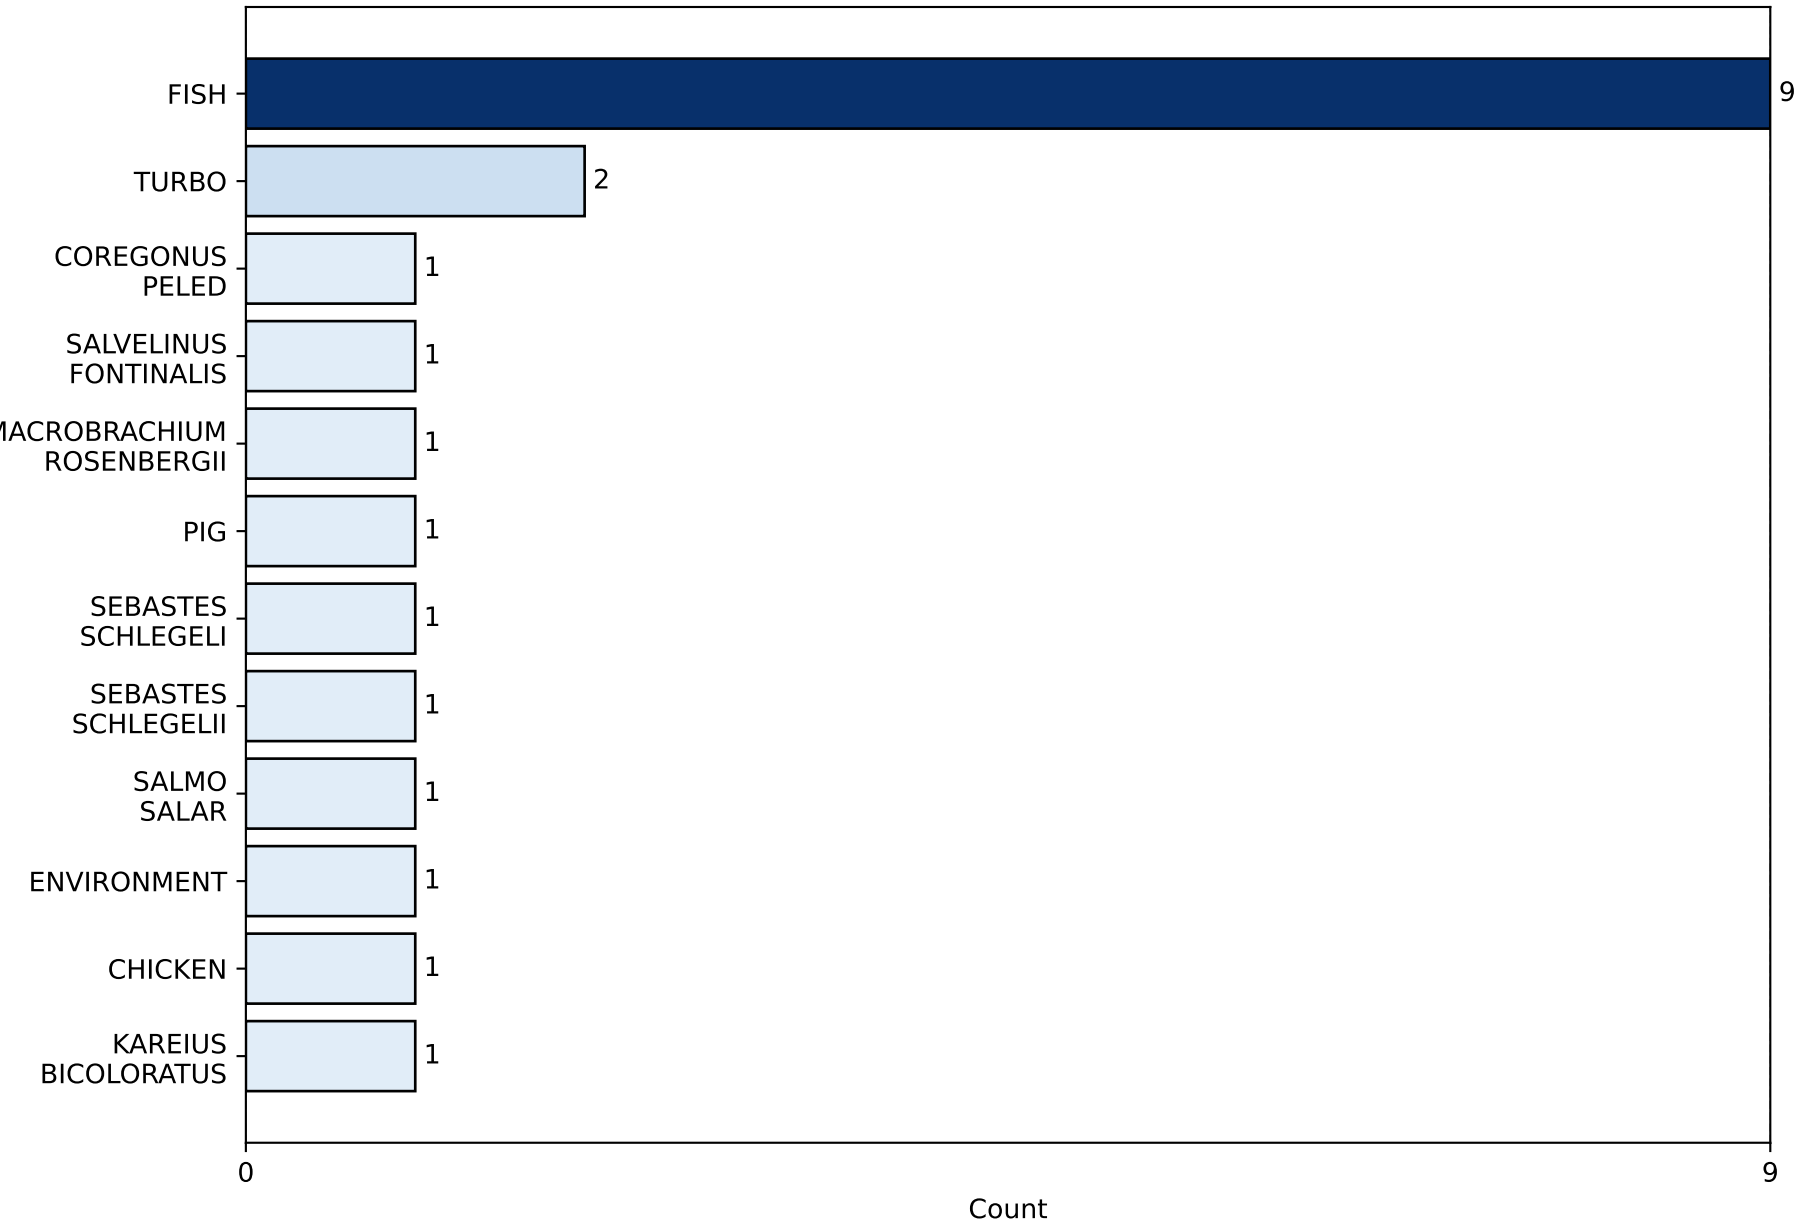 FISH
9
TURBO
2
COREGONUS
PELED
1
SALVELINUS
FONTINALIS
1
MACROBRACHIUM
ROSENBERGII
1
PIG
1
SEBASTES
SCHLEGELI
1
SEBASTES
SCHLEGELII
1
SALMO
SALAR
1
ENVIRONMENT
1
CHICKEN
1
KAREIUS
BICOLORATUS
1
0
9
Count